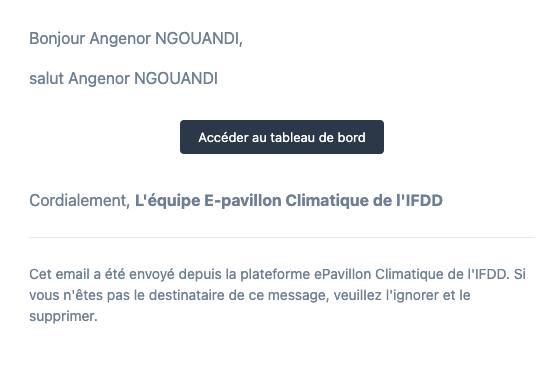 Bonjour Angenor NGOUANDI,
salut Angenor NGOUANDI
Accéder au tableau de bord
Cordialement, L'équipe E-pavillon Climatique de l'IFDD
Cet email a été envoyé depuis la plateforme ePavillon Climatique de l'IFDD. Si
vous n'êtes pas le destinataire de ce message, veuillez l'ignorer et le
supprimer.